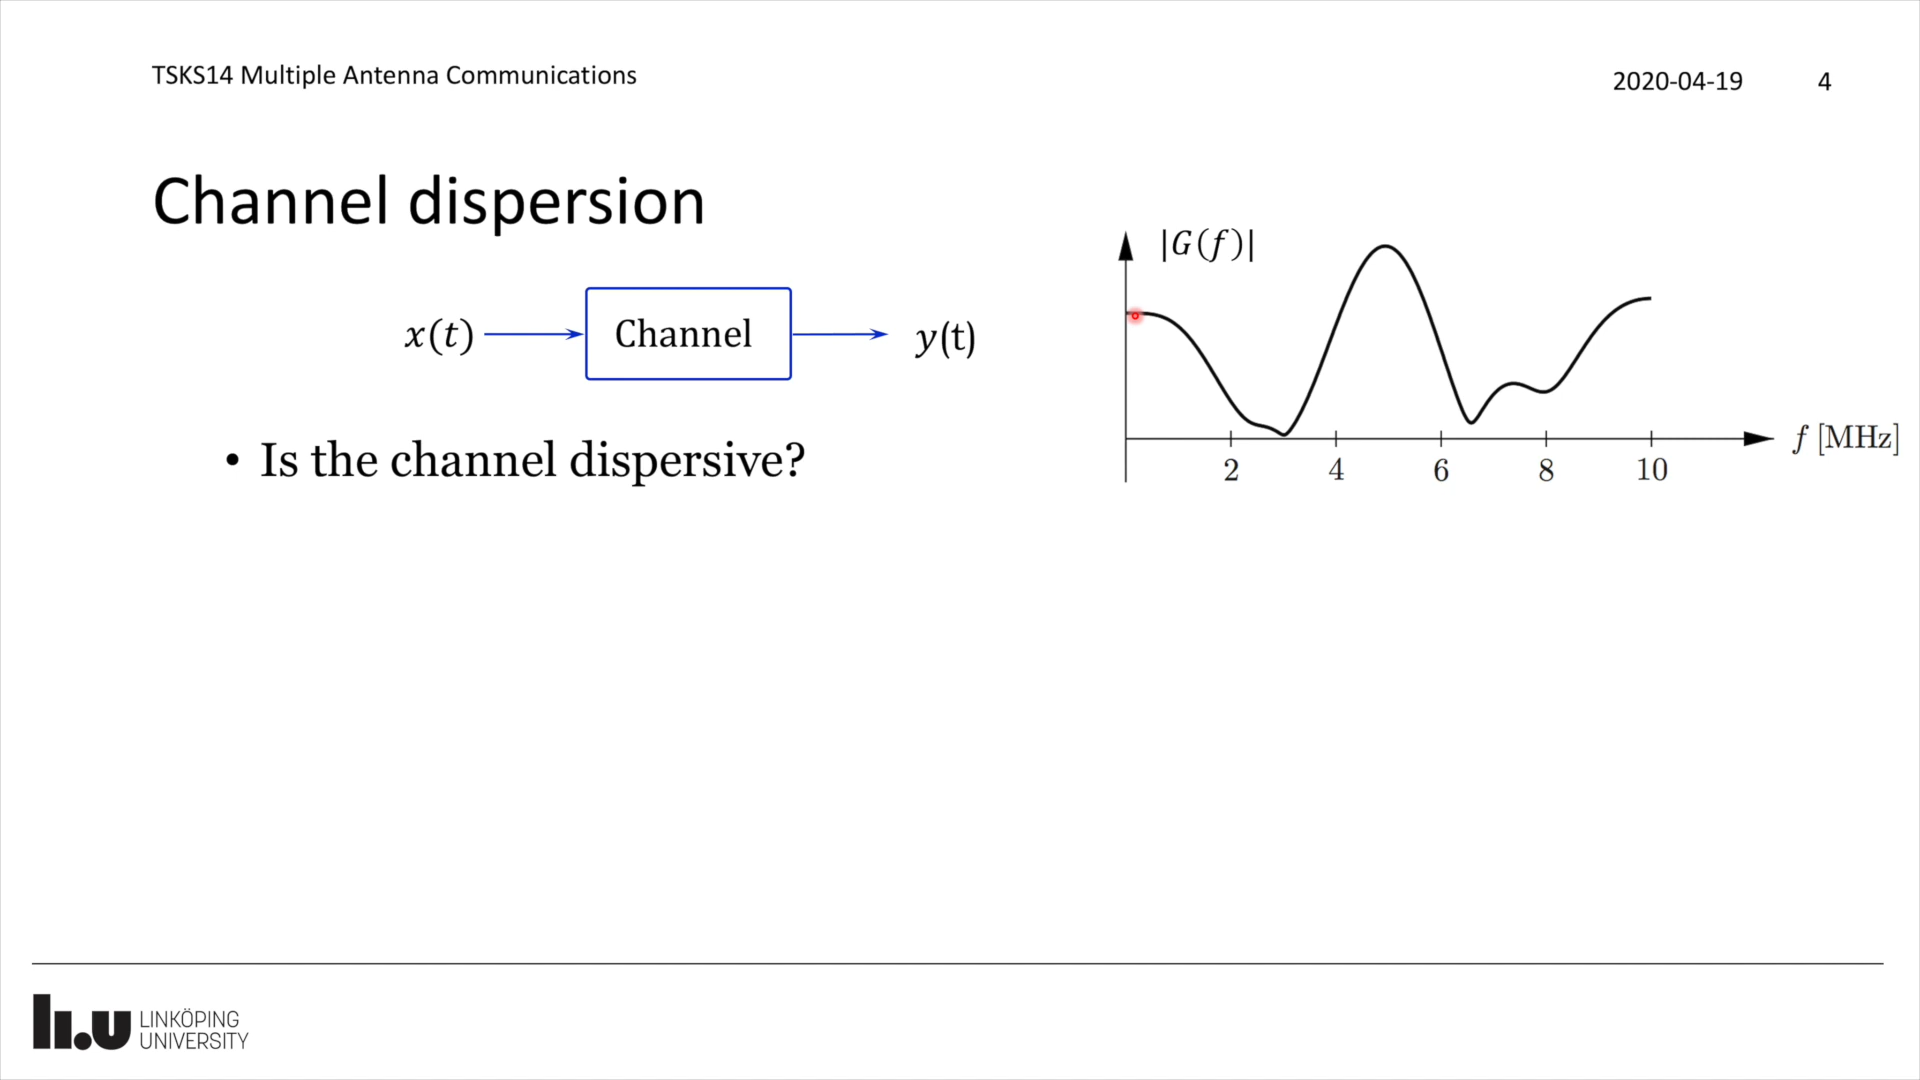 TSKS14 Multiple Antenna Communications
2020-04-19 4
Channel dispersion
x(t) Channel y(t)
• Is the channel dispersive?
|G(f)|
f [MHz]
2 4 6 8 10
li.u LINKÖPING
UNIVERSITY